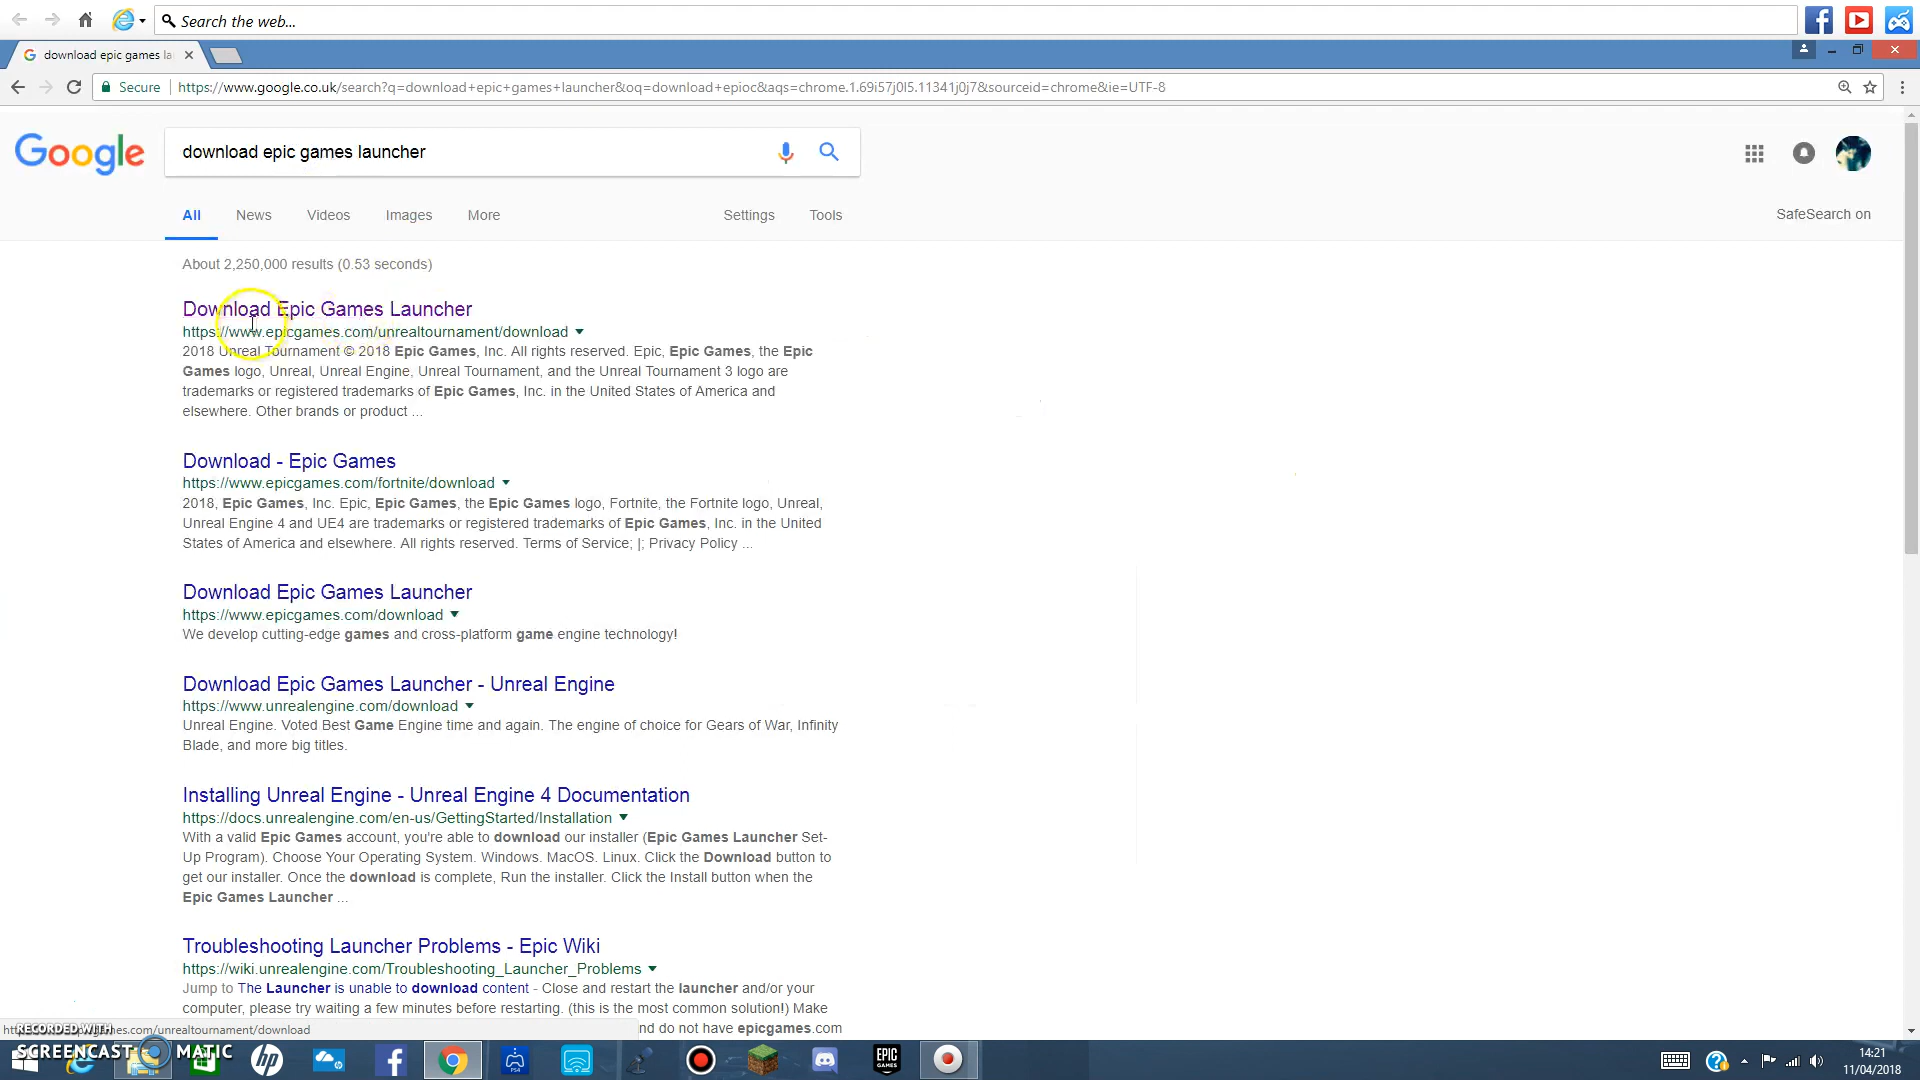 Search the web...
download epic games la
Secure https://www.google.co.uk/search?q=download+epic+games+launcher&oq=download+epioc&aqs=chrome.1.69i57j0l5.11341j0j7&sourceid=chrome&ie=UTF-8
Google
download epic games launcher
All News Videos Images More Settings Tools
SafeSearch on
About 2,250,000 results (0.53 seconds)
Download Epic Games Launcher
https://www.epicgames.com/unrealtournament/download
2018 Unreal Tournament © 2018 Epic Games, Inc. All rights reserved. Epic, Epic Games, the Epic
Games logo, Unreal, Unreal Engine, Unreal Tournament, and the Unreal Tournament 3 logo are
trademarks or registered trademarks of Epic Games, Inc. in the United States of America and
elsewhere. Other brands or product ...
Download - Epic Games
https://www.epicgames.com/fortnite/download
2018, Epic Games, Inc. Epic, Epic Games, the Epic Games logo, Fortnite, the Fortnite logo, Unreal,
Unreal Engine 4 and UE4 are trademarks or registered trademarks of Epic Games, Inc. in the United
States of America and elsewhere. All rights reserved. Terms of Service; |; Privacy Policy ...
Download Epic Games Launcher
https://www.epicgames.com/download
We develop cutting-edge games and cross-platform game engine technology!
Download Epic Games Launcher - Unreal Engine
https://www.unrealengine.com/download
Unreal Engine. Voted Best Game Engine time and again. The engine of choice for Gears of War, Infinity
Blade, and more big titles.
Installing Unreal Engine - Unreal Engine 4 Documentation
https://docs.unrealengine.com/en-us/GettingStarted/Installation
With a valid Epic Games account, you're able to download our installer (Epic Games Launcher Set-
Up Program). Choose Your Operating System. Windows. MacOS. Linux. Click the Download button to
get our installer. Once the download is complete, Run the installer. Click the Install button when the
Epic Games Launcher ...
Troubleshooting Launcher Problems - Epic Wiki
https://wiki.unrealengine.com/Troubleshooting_Launcher_Problems
Jump to The Launcher is unable to download content - Close and restart the launcher and/or your
computer, please try waiting a few minutes before restarting. (this is the most common solution!) Make
nd do not have epicgames.com
games.com/unrealtournament/download
RECORDED WITH
SCREENCAST MATIC
hp
PS4
EPIC GAMES
14:21
11/04/2018